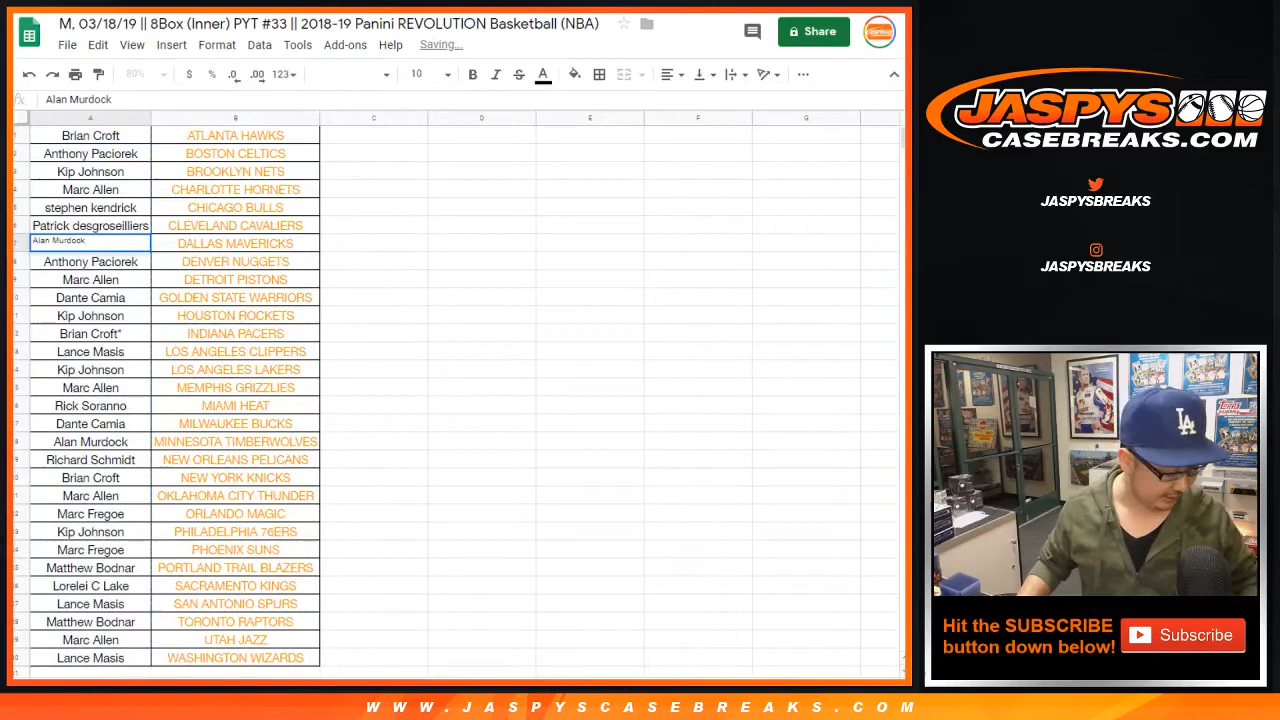 M, 03/18/19 || 8Box (Inner) PYT #33 || 2018-19 Panini REVOLUTION Basketball (NBA)
File Edit View Insert Format Data Tools Add-ons Help Saving...
Share
80% $ % .0 .00 123 10 B I S A
fx Alan Murdock
A B C D E F G
Brian Croft ATLANTA HAWKS
Anthony Paciorek BOSTON CELTICS
Kip Johnson BROOKLYN NETS
Marc Allen CHARLOTTE HORNETS
stephen kendrick CHICAGO BULLS
Patrick desgroseilliers CLEVELAND CAVALIERS
Alan Murdock DALLAS MAVERICKS
Anthony Paciorek DENVER NUGGETS
Marc Allen DETROIT PISTONS
Dante Camia GOLDEN STATE WARRIORS
Kip Johnson HOUSTON ROCKETS
Brian Croft* INDIANA PACERS
Lance Masis LOS ANGELES CLIPPERS
Kip Johnson LOS ANGELES LAKERS
Marc Allen MEMPHIS GRIZZLIES
Rick Soranno MIAMI HEAT
Dante Camia MILWAUKEE BUCKS
Alan Murdock MINNESOTA TIMBERWOLVES
Richard Schmidt NEW ORLEANS PELICANS
Brian Croft NEW YORK KNICKS
Marc Allen OKLAHOMA CITY THUNDER
Marc Fregoe ORLANDO MAGIC
Kip Johnson PHILADELPHIA 76ERS
Marc Fregoe PHOENIX SUNS
Matthew Bodnar PORTLAND TRAIL BLAZERS
Lorelei C Lake SACRAMENTO KINGS
Lance Masis SAN ANTONIO SPURS
Matthew Bodnar TORONTO RAPTORS
Marc Allen UTAH JAZZ
Lance Masis WASHINGTON WIZARDS
JASPYS
CASEBREAKS.COM
JASPYSBREAKS
JASPYSBREAKS
LA
Hit the SUBSCRIBE
button down below!
Subscribe
WWW.JASPYSCASEBREAKS.COM